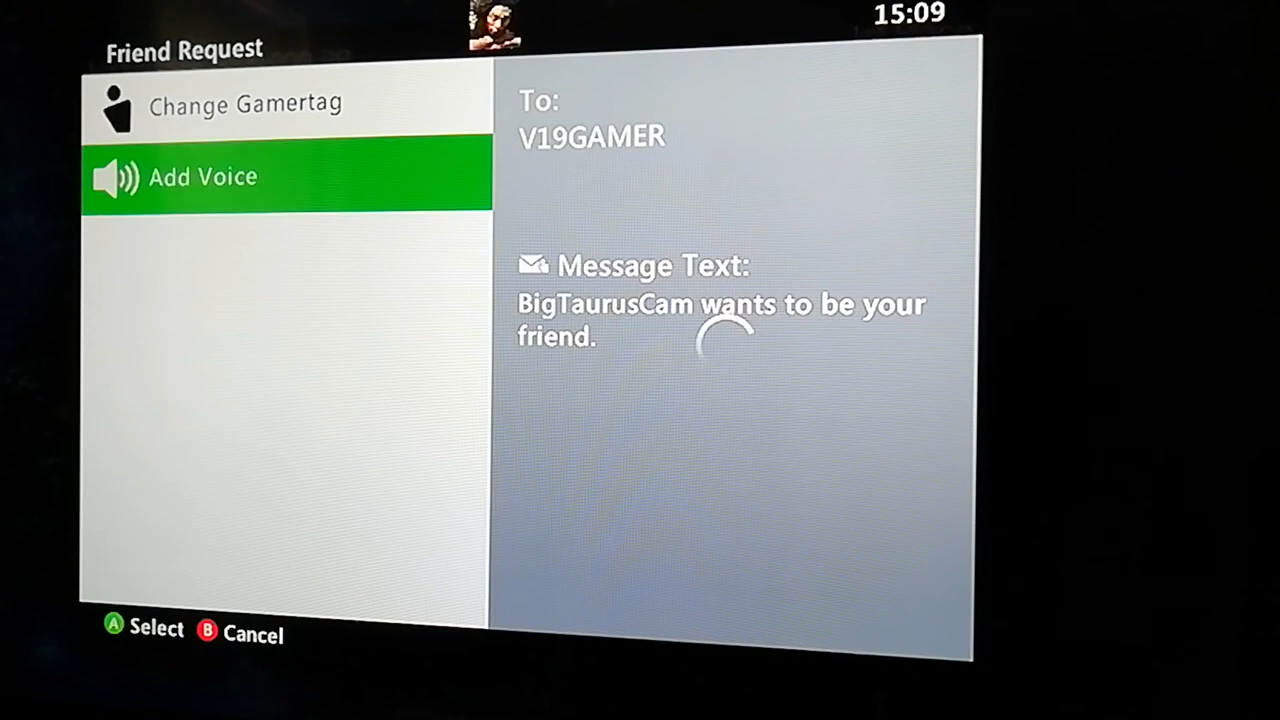 15:09
Friend Request
Change Gamertag
Add Voice
To:
V19GAMER
Message Text:
BigTaurusCam wants to be your
friend.
A Select B Cancel